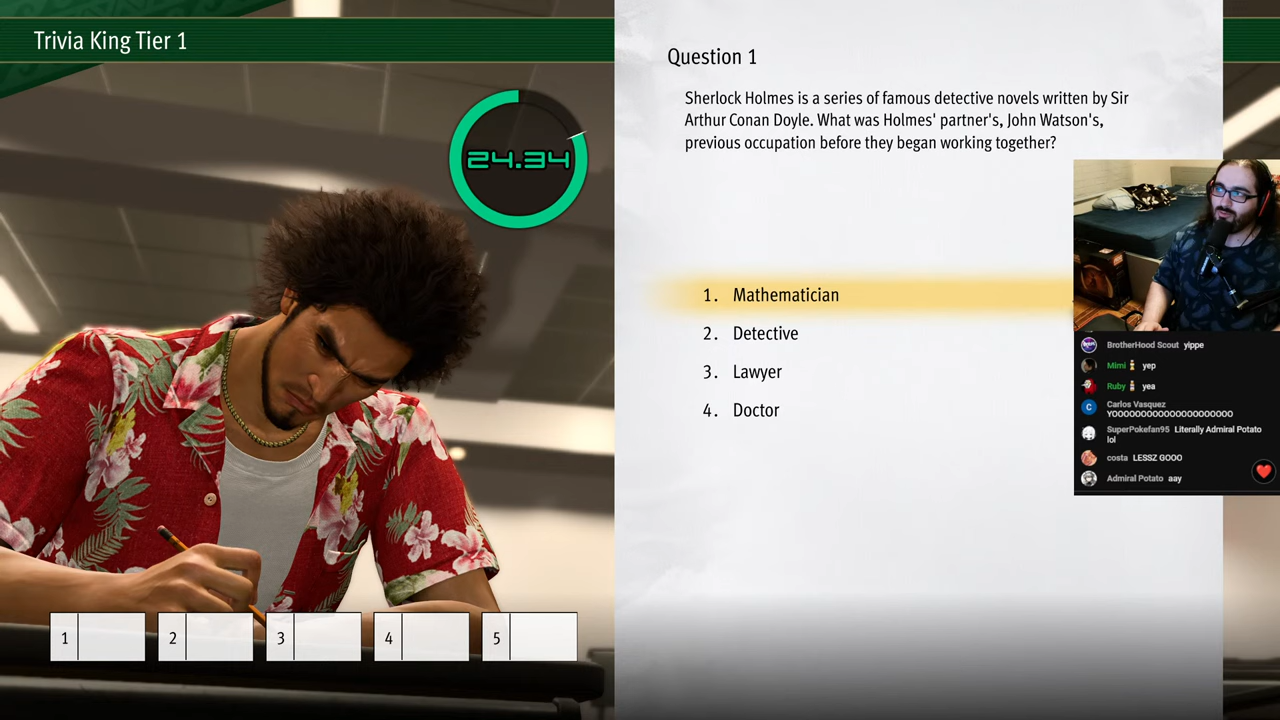 Trivia King Tier 1
24.34
Question 1
Sherlock Holmes is a series of famous detective novels written by Sir
Arthur Conan Doyle. What was Holmes' partner's, John Watson's,
previous occupation before they began working together?
1. Mathematician
2. Detective
3. Lawyer
4. Doctor
BrotherHood Scout yippe
Mimi yep
Ruby yea
C
Carlos Vasquez
YOOOOOOOOOOOOOOOOOOOO
SuperPokefan95 Literally Admiral Potato
lol
costa LESSZ GOOO
Admiral Potato aay
1
2
3
4
5